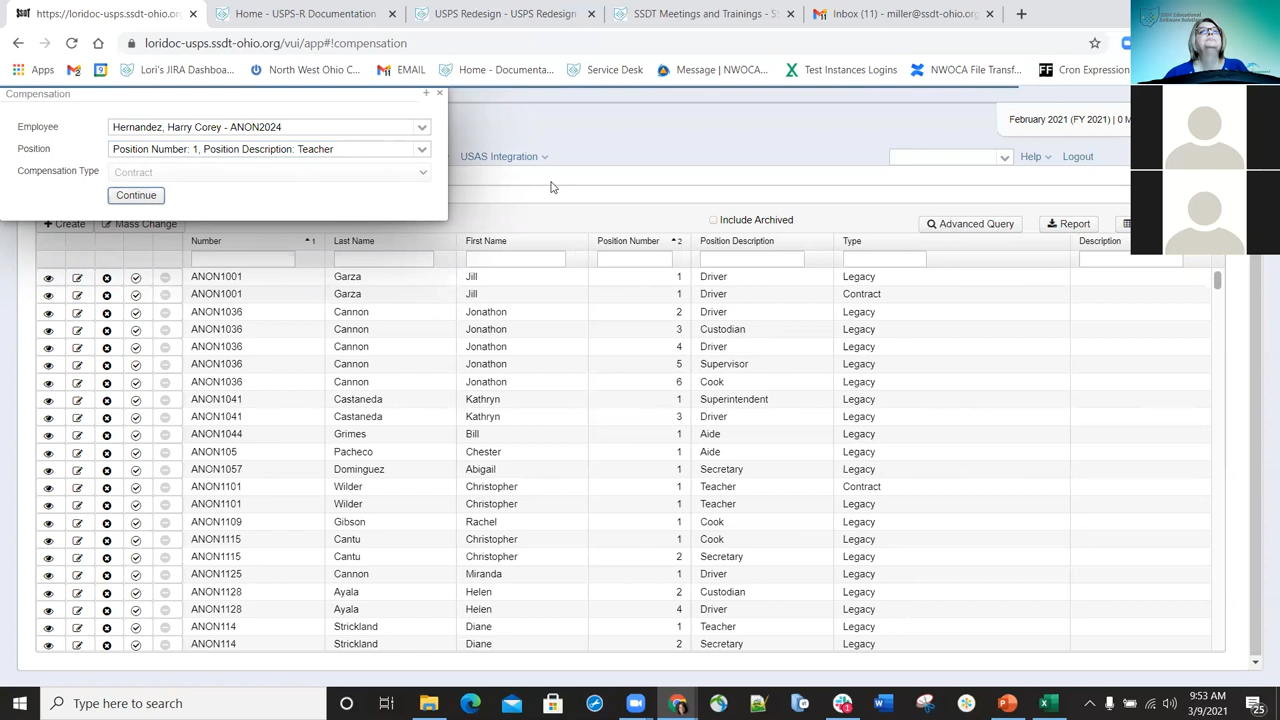 SSDT https://loridoc-usps.ssdt-ohio.org/ × Home - USPS-R Documentation × USPS Redesign - USPS Redesign × SSDT Meetings and Trainings - S × Inbox (11) - miller@ssdt-ohio.org × +
loridoc-usps.ssdt-ohio.org/vui/app#!compensation
Apps North West Ohio C... My JIRA Dashboa... EMAIL Home - Documenta... Service Desk Message | NWOCA... Test Instances Logins NWOCA File Transf... FF Cron Expression
Compensation + ×
Employee Hernandez, Harry Corey - ANON2024
Position Position Number: 1, Position Description: Teacher
Compensation Type Contract
Continue
February 2021 (FY 2021) | 0 M
USAS Integration Help Logout
+ Create Mass Change Include Archived Advanced Query Report
Number 1 Last Name First Name Position Number 2 Position Description Type Description
ANON1001 Garza Jill 1 Driver Legacy
ANON1001 Garza Jill 1 Driver Contract
ANON1036 Cannon Jonathon 2 Driver Legacy
ANON1036 Cannon Jonathon 3 Custodian Legacy
ANON1036 Cannon Jonathon 4 Driver Legacy
ANON1036 Cannon Jonathon 5 Supervisor Legacy
ANON1036 Cannon Jonathon 6 Cook Legacy
ANON1041 Castaneda Kathryn 1 Superintendent Legacy
ANON1041 Castaneda Kathryn 3 Driver Legacy
ANON1044 Grimes Bill 1 Aide Legacy
ANON105 Pacheco Chester 1 Aide Legacy
ANON1057 Dominguez Abigail 1 Secretary Legacy
ANON1101 Wilder Christopher 1 Teacher Contract
ANON1101 Wilder Christopher 1 Teacher Legacy
ANON1109 Gibson Rachel 1 Cook Legacy
ANON1115 Cantu Christopher 1 Cook Legacy
ANON1115 Cantu Christopher 2 Secretary Legacy
ANON1125 Cannon Miranda 1 Driver Legacy
ANON1128 Ayala Helen 2 Custodian Legacy
ANON1128 Ayala Helen 4 Driver Legacy
ANON114 Strickland Diane 1 Teacher Legacy
ANON114 Strickland Diane 2 Secretary Legacy
Type here to search
9:53 AM
3/9/2021
25